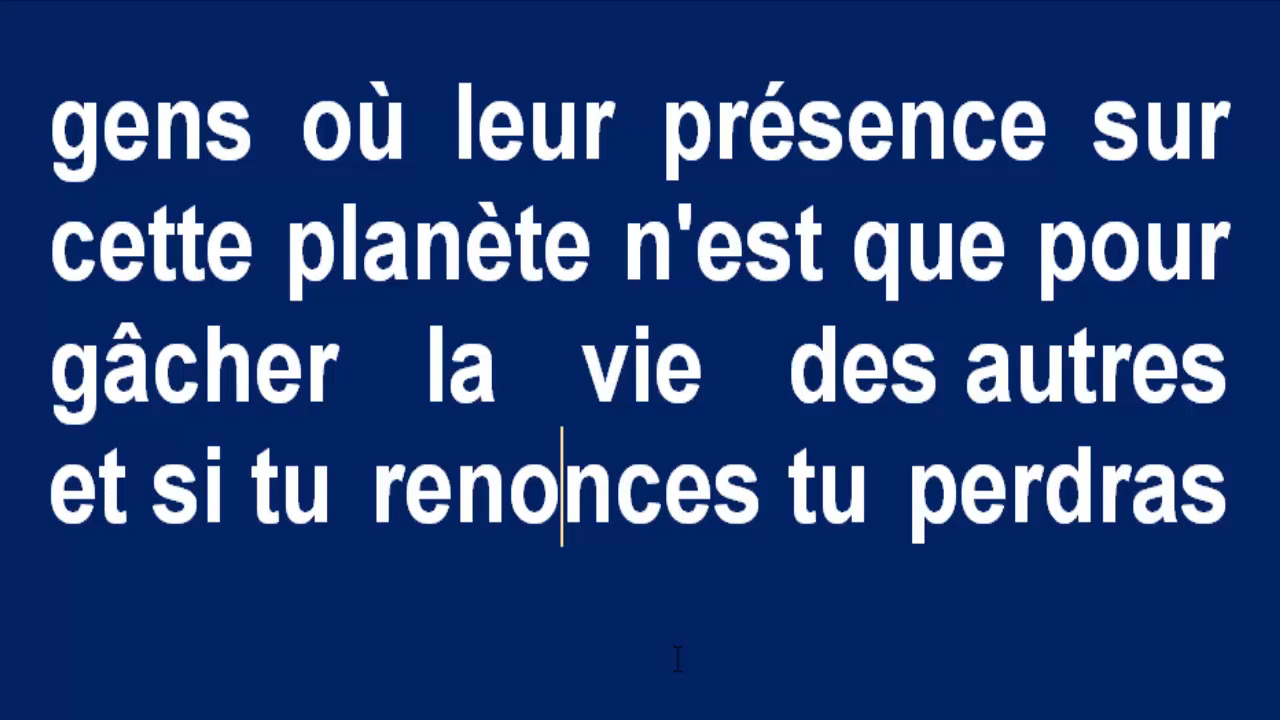 gens où leur présence sur
cette planète n'est que pour
gâcher la vie des autres
et si tu renonces tu perdras